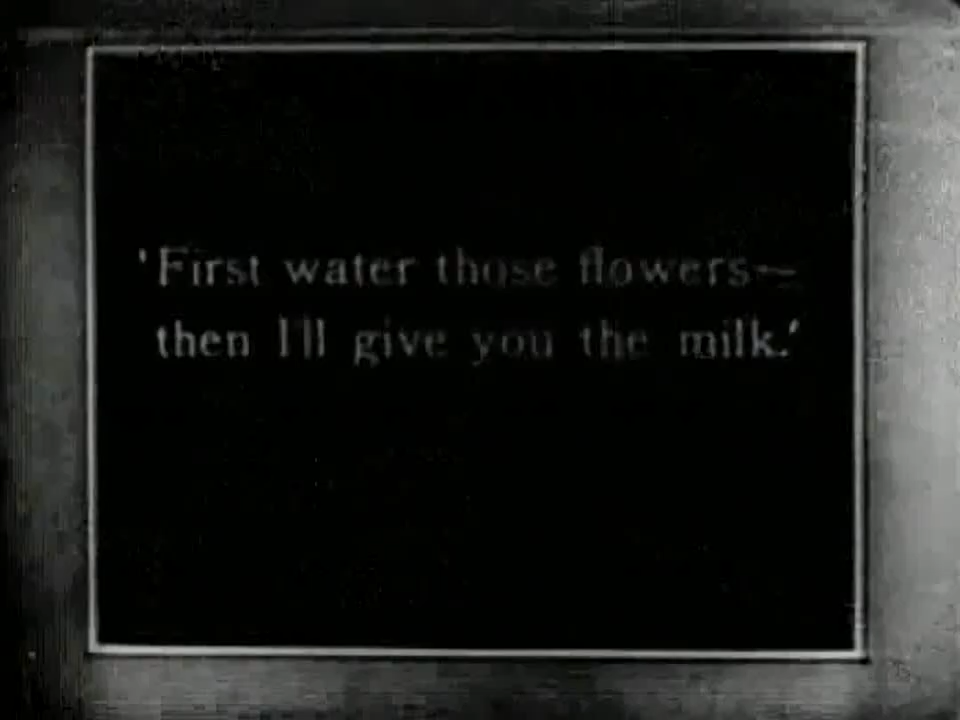 'First water those flowers—
then I'll give you the milk.'